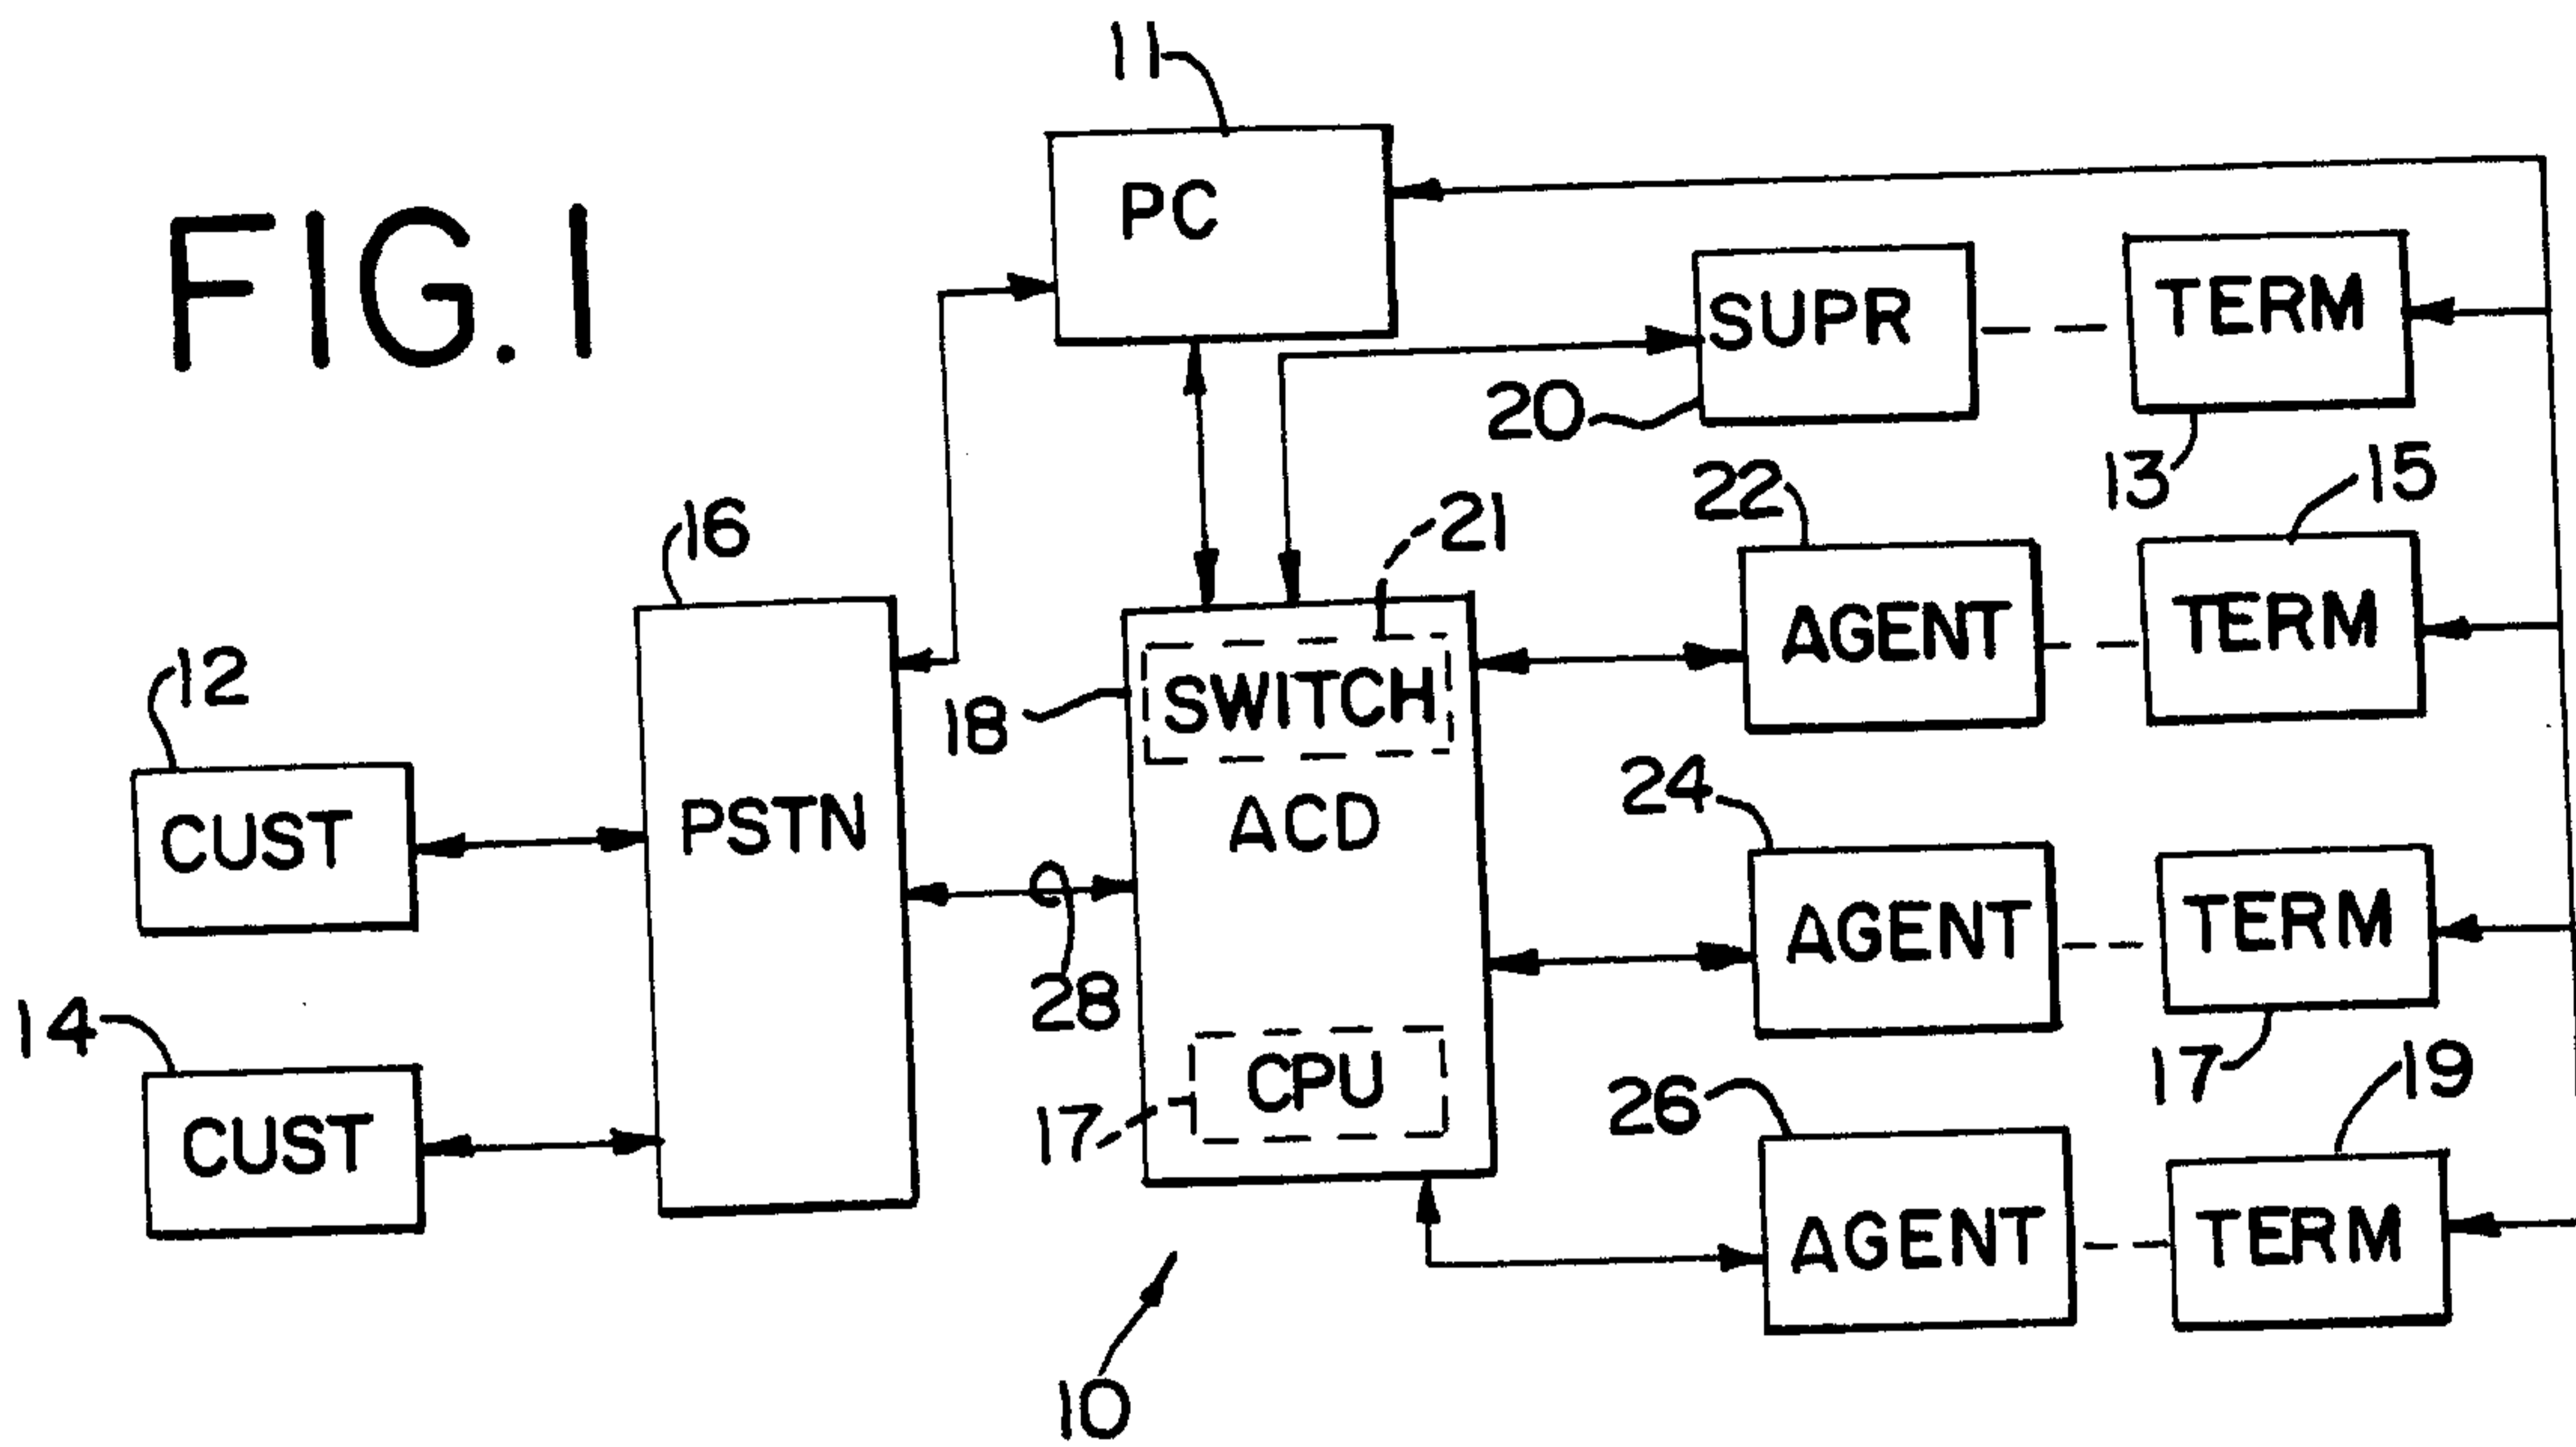 FIG. 1
11
PC
SUPR
TERM
20
13
22
15
16
21
AGENT
TERM
12
18
SWITCH
CUST
PSTN
ACD
24
AGENT
TERM
28
14
CPU
17
17
19
26
CUST
AGENT
TERM
10